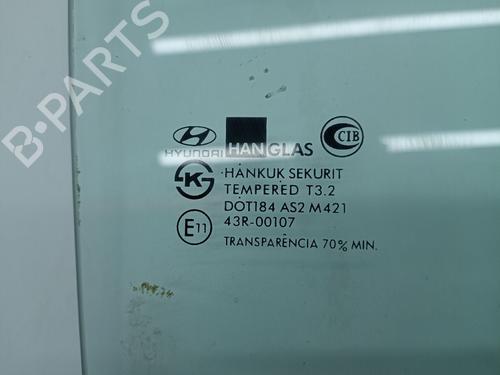 B-PARTS
HYUNDAI HANGLAS CIB
HANKUK SEKURIT
TEMPERED T3.2
DOT184 AS2 M421
E11 43R-00107
TRANSPARÊNCIA 70% MIN.